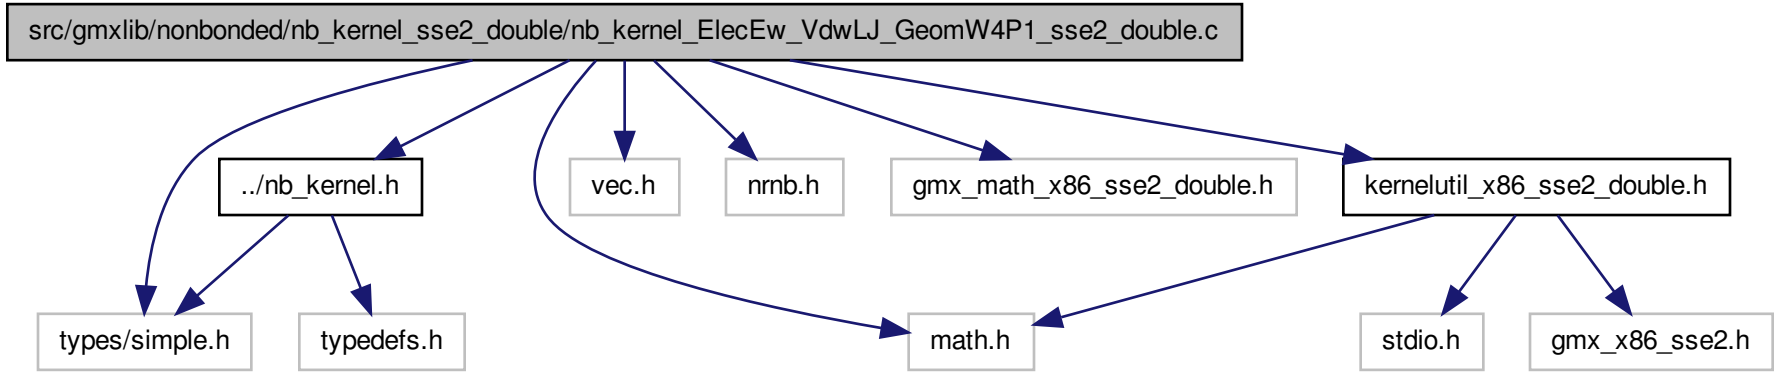 src/gmxlib/nonbonded/nb_kernel_sse2_double/nb_kernel_ElecEw_VdwLJ_GeomW4P1_sse2_double.c
../nb_kernel.h
vec.h
nrnb.h
gmx_math_x86_sse2_double.h
kernelutil_x86_sse2_double.h
types/simple.h
typedefs.h
math.h
stdio.h
gmx_x86_sse2.h